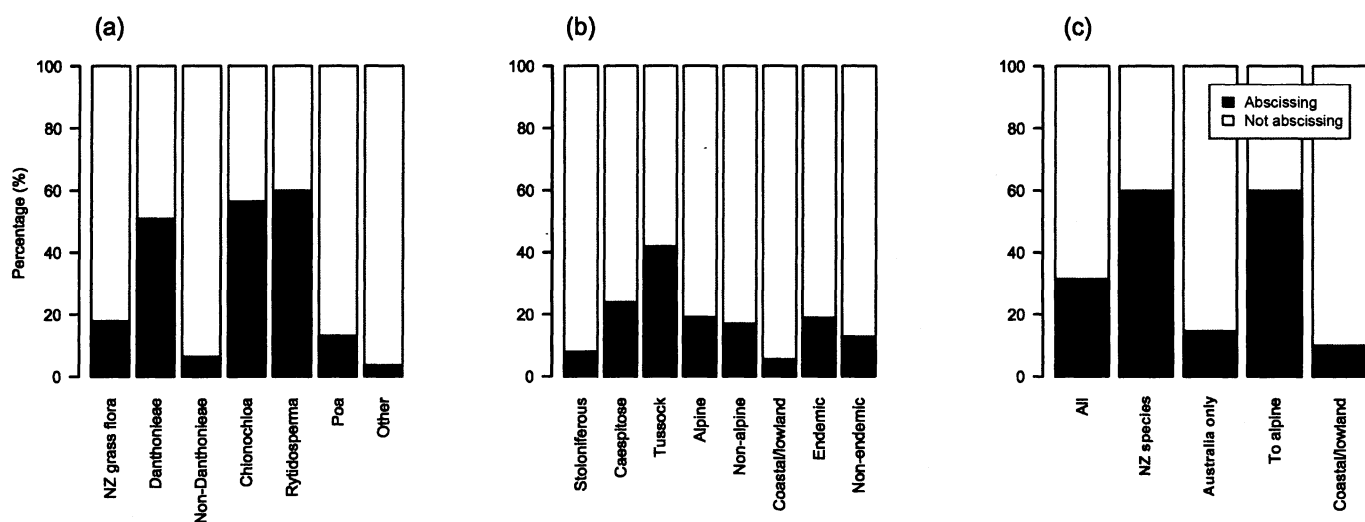 (a)
Percentage (%)
100
80
60
40
20
0
NZ grass flora
Danthonieae
Non-Danthonieae
Chionochloa
Rytidosperma
Poa
Other
(b)
100
80
60
40
20
0
Stoloniferous
Caespitose
Tussock
Alpine
Non-alpine
Coastal/lowland
Endemic
Non-endemic
(c)
100
80
60
40
20
0
Abscissing
Not abscissing
All
NZ species
Australia only
To alpine
Coastal/lowland